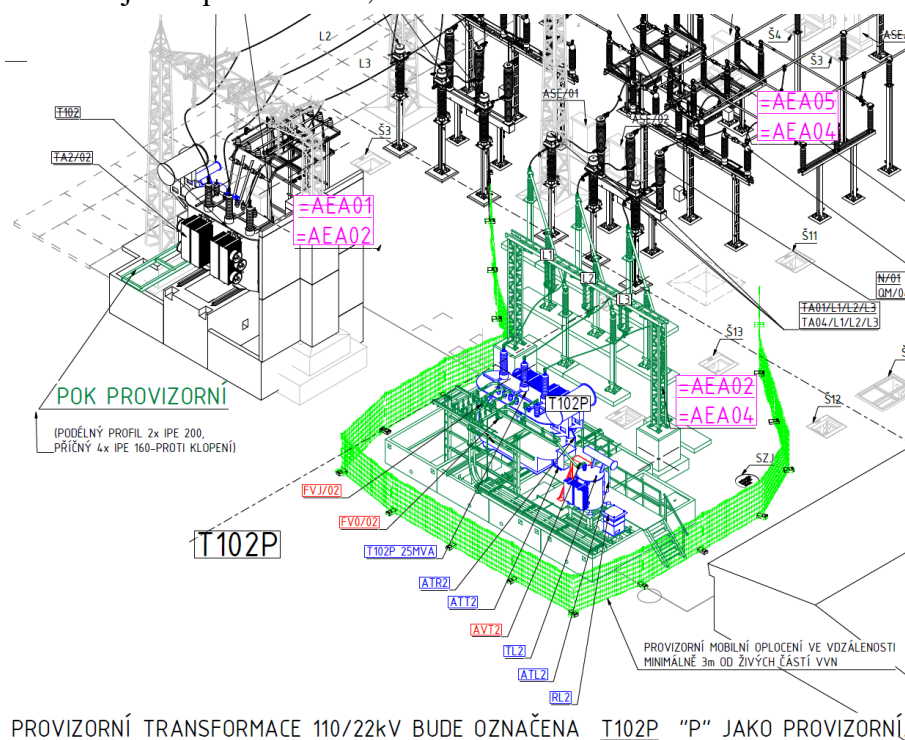 L2
L3
Š4
Š3
ASE/01
ASE/02
=AEA05
=AEA04
T102
TA2/02
Š3
=AEA01
=AEA02
Š11
N/01
TA01/L1/L2/L3
TA04/L1/L2/L3
L1
L2
L3
Š13
POK PROVIZORNÍ
(PODÉLNÝ PROFIL 2x IPE 200,
PŘÍČNÝ 4x IPE 160-PROTI KLOPENÍ)
T102P
=AEA02
=AEA04
Š12
SZJ
FVJ/02
FV0/02
T102P
T102P 25MVA
ATR2
ATT2
AVT2
TL2
ATL2
RL2
PROVIZORNÍ MOBILNÍ OPLOCENÍ VE VDZÁLENOSTI
MINIMÁLNĚ 3m OD ŽIVÝCH ČÁSTÍ VVN
PROVIZORNÍ TRANSFORMACE 110/22kV BUDE OZNAČENA T102P "P" JAKO PROVIZORNÍ